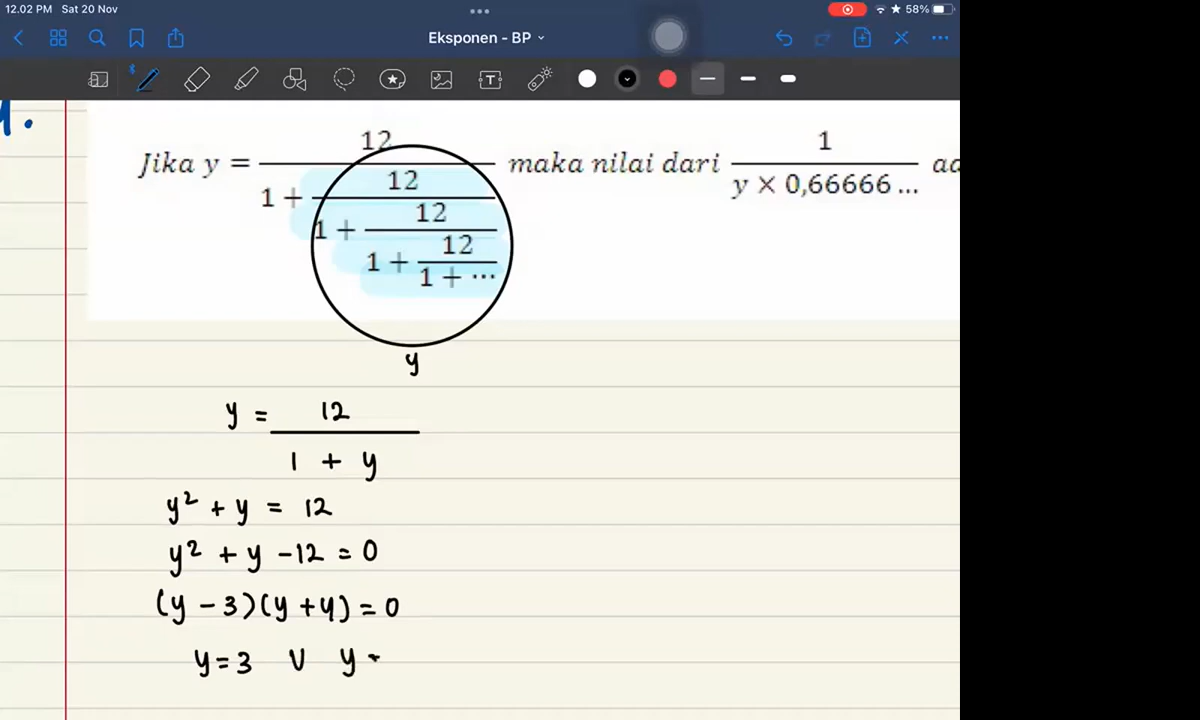 12.02 PM Sat 20 Nov
58%
Eksponen - BP
4.
Jika y = 12 / (1 + 12 / (1 + 12 / (1 + 12 / (1 + ⋯)))) maka nilai dari 1 / (y × 0,66666 …)
y
y = 12 / (1 + y)
y² + y = 12
y² + y - 12 = 0
(y - 3)(y + 4) = 0
y = 3 V y